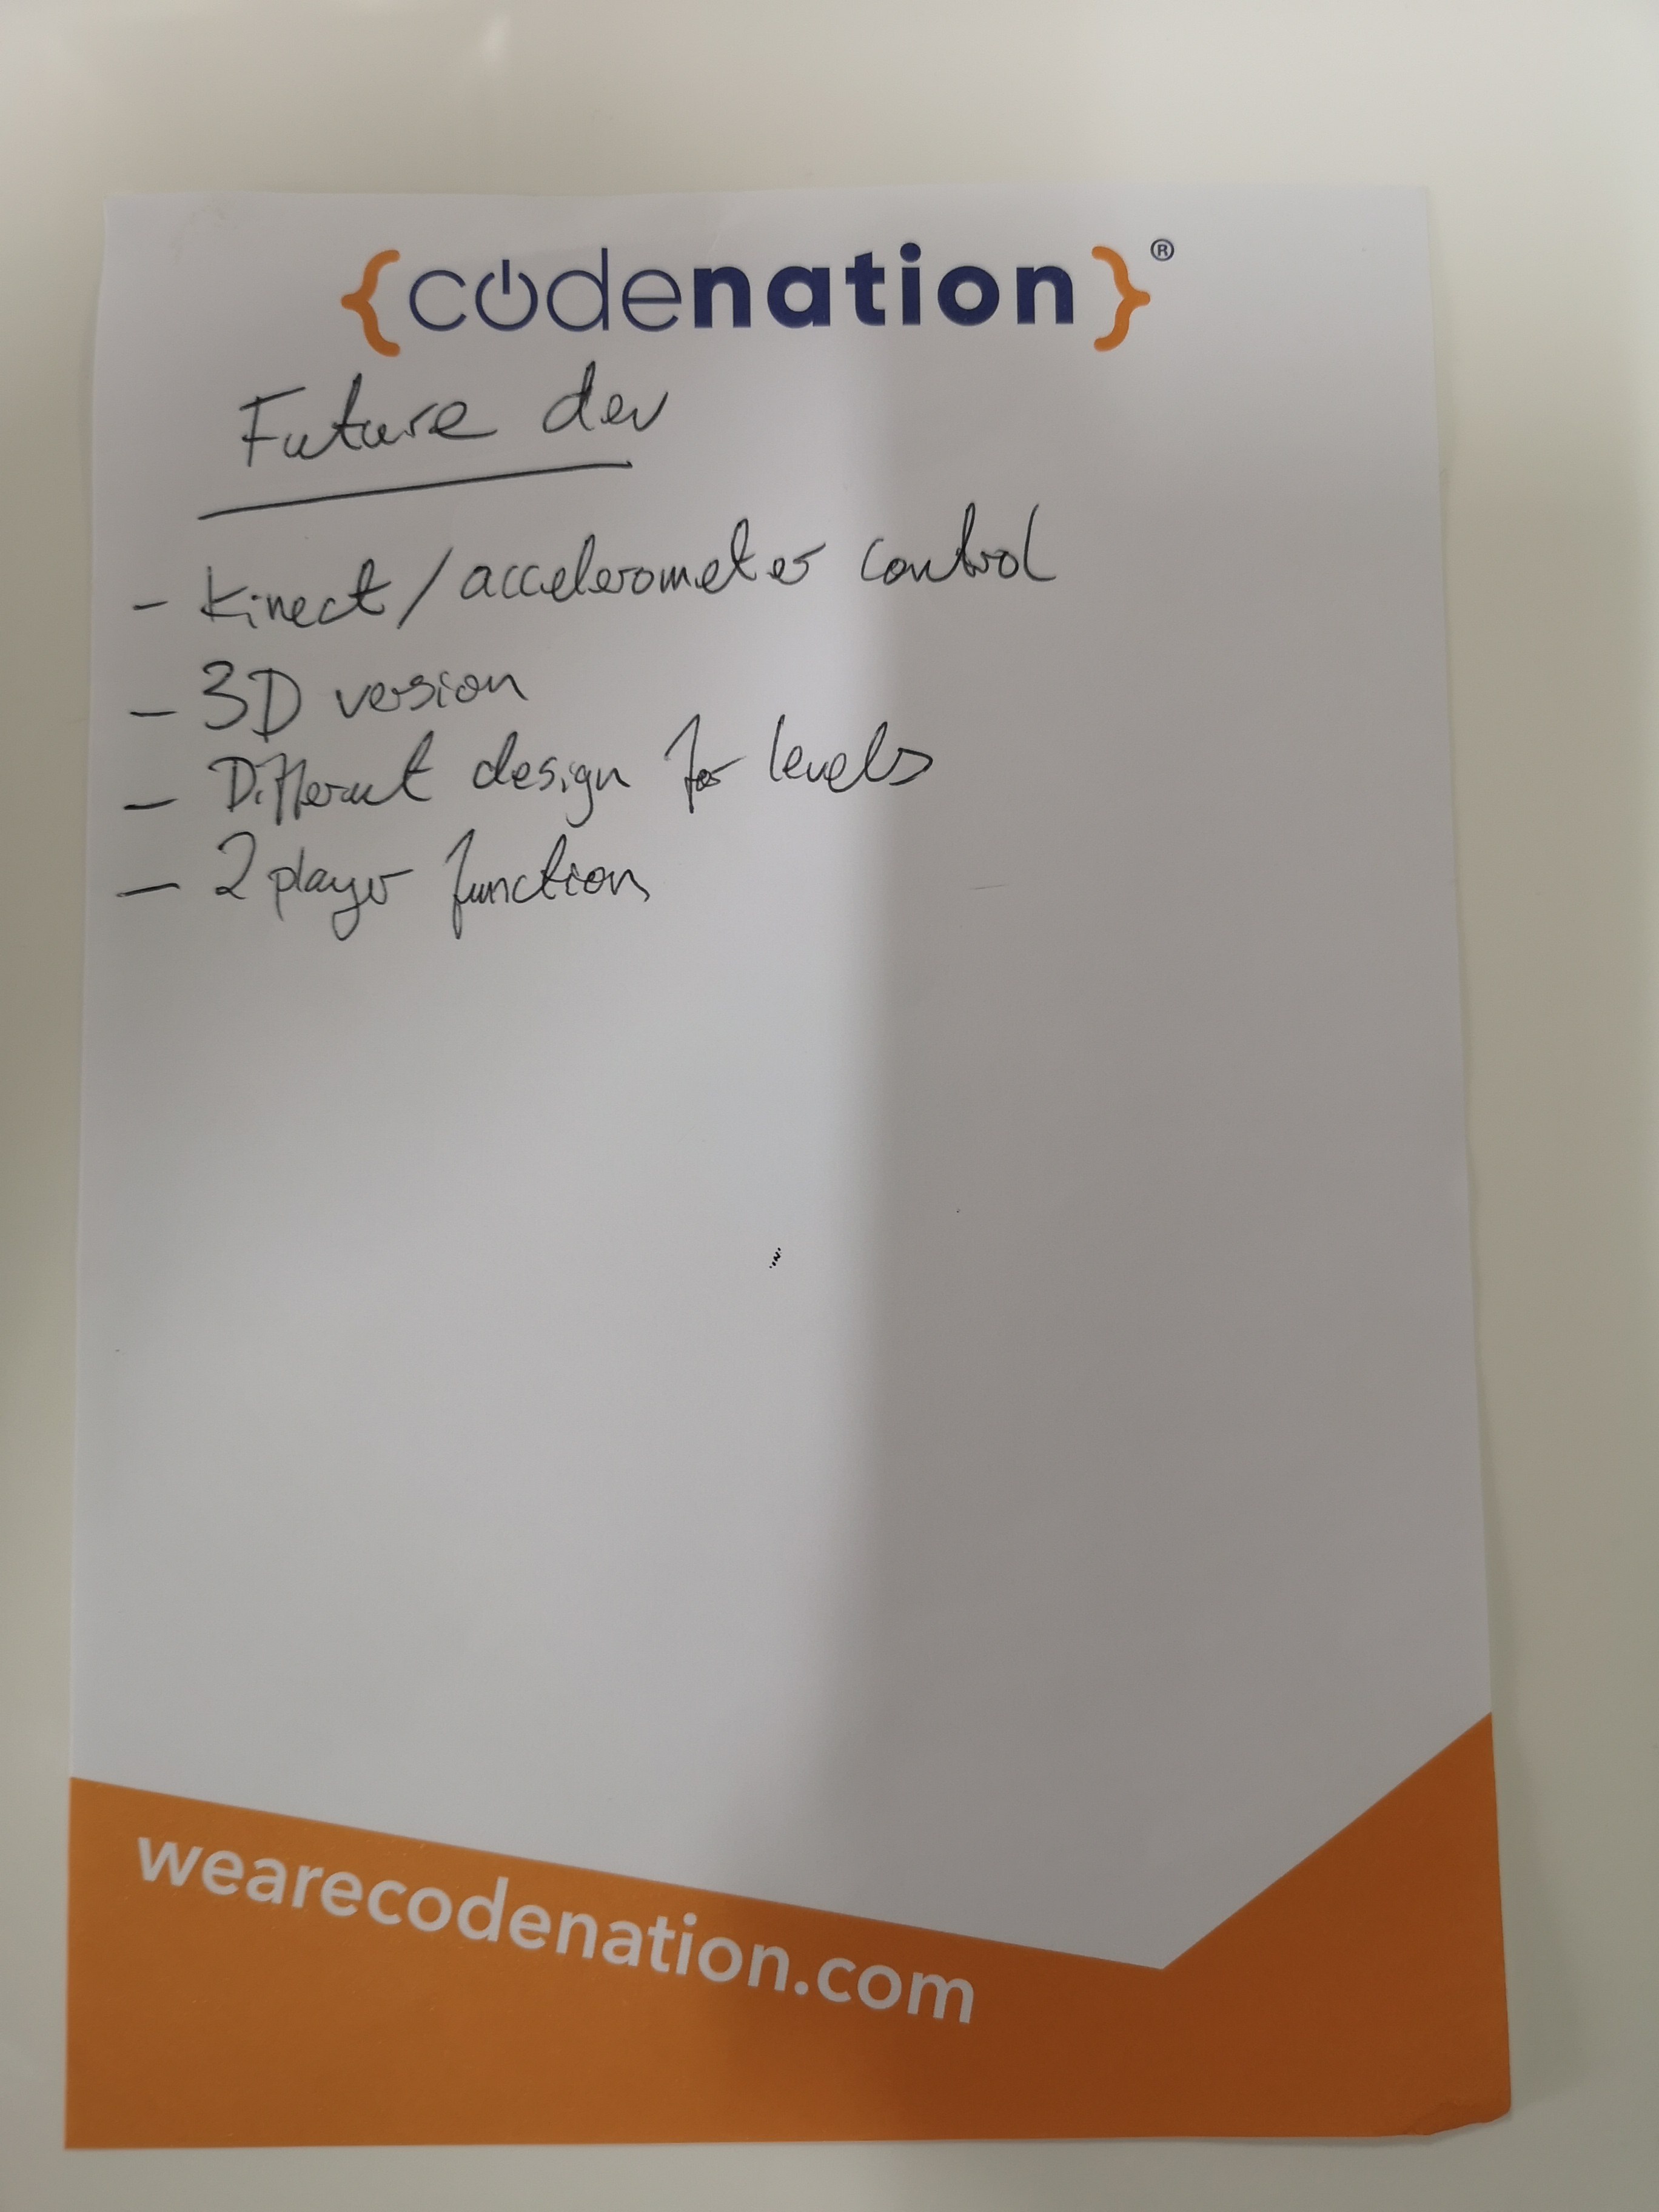 {codenation}®
Future dev
- Kinect/accelerometer control
- 3D version
- Different design for levels
- 2 player function
wearecodenation.com